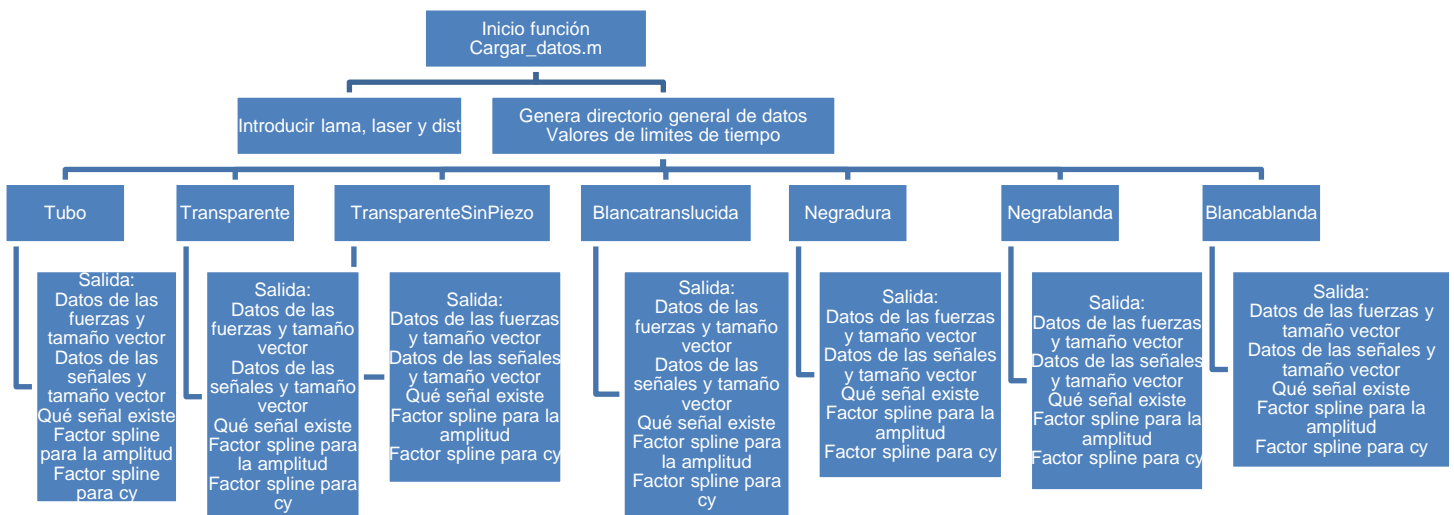 Inicio función
Cargar_datos.m
Introducir lama, laser y dist
Genera directorio general de datos
Valores de limites de tiempo
Tubo
Transparente
TransparenteSinPiezo
Blancatranslucida
Negradura
Negrablanda
Blancablanda
Salida:
Datos de las
fuerzas y
tamaño vector
Datos de las
señales y
tamaño vector
Qué señal existe
Factor spline
para la amplitud
Factor spline
para cy
Salida:
Datos de las
fuerzas y tamaño
vector
Datos de las
señales y tamaño
vector
Qué señal existe
Factor spline para
la amplitud
Factor spline para
cy
Salida:
Datos de las fuerzas
y tamaño vector
Datos de las señales
y tamaño vector
Qué señal existe
Factor spline para la
amplitud
Factor spline para cy
Salida:
Datos de las
fuerzas y tamaño
vector
Datos de las
señales y tamaño
vector
Qué señal existe
Factor spline para
la amplitud
Factor spline para
cy
Salida:
Datos de las fuerzas
y tamaño vector
Datos de las señales
y tamaño vector
Qué señal existe
Factor spline para la
amplitud
Factor spline para cy
Salida:
Datos de las fuerzas
y tamaño vector
Datos de las señales
y tamaño vector
Qué señal existe
Factor spline para la
amplitud
Factor spline para cy
Salida:
Datos de las fuerzas y
tamaño vector
Datos de las señales y
tamaño vector
Qué señal existe
Factor spline para la
amplitud
Factor spline para cy